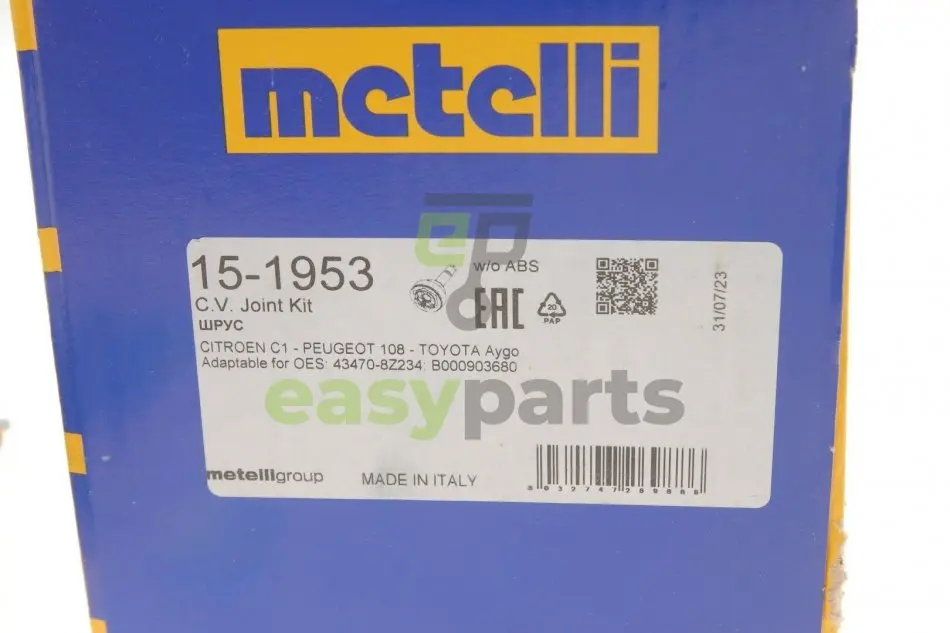 metelli
ep
15-1953
w/o ABS
C.V. Joint Kit
ШРУС
EAC
20
PAP
31/07/23
CITROEN C1 - PEUGEOT 108 - TOYOTA Aygo
Adaptable for OES: 43470-8Z234; B000903680
easyparts
metelligroup
MADE IN ITALY